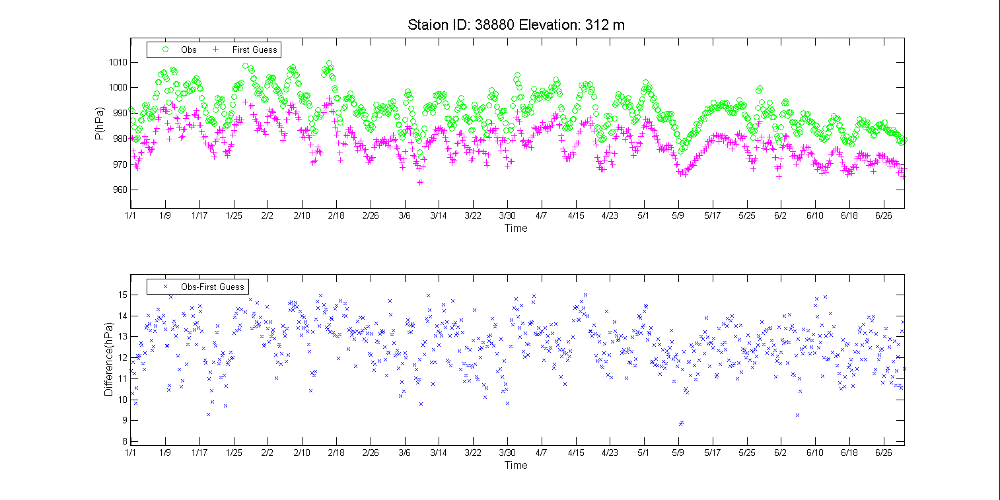 Staion ID: 38880 Elevation: 312 m
Obs First Guess
P(hPa)
1010
1000
990
980
970
960
1/1 1/9 1/17 1/25 2/2 2/10 2/18 2/26 3/6 3/14 3/22 3/30 4/7 4/15 4/23 5/1 5/9 5/17 5/25 6/2 6/10 6/18 6/26
Time
Obs-First Guess
Difference(hPa)
15
14
13
12
11
10
9
8
1/1 1/9 1/17 1/25 2/2 2/10 2/18 2/26 3/6 3/14 3/22 3/30 4/7 4/15 4/23 5/1 5/9 5/17 5/25 6/2 6/10 6/18 6/26
Time